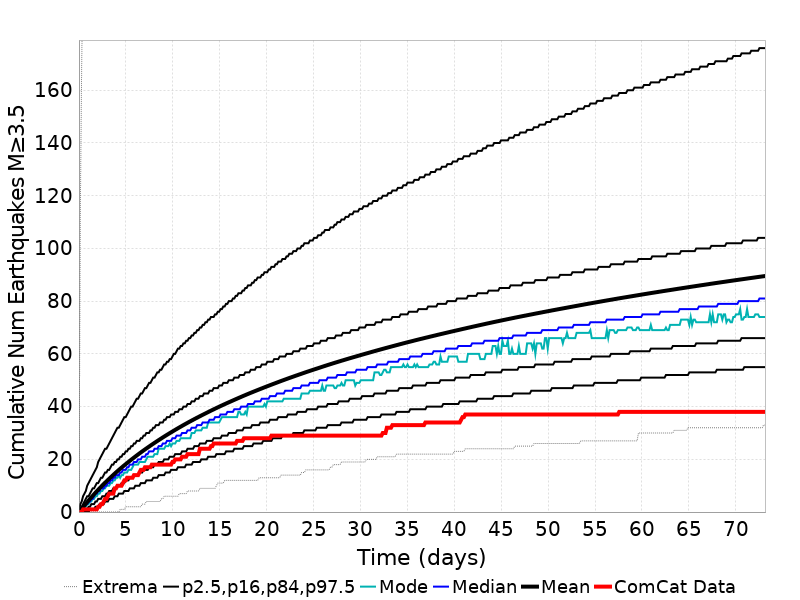 Cumulative Num Earthquakes M≥3.5
160
140
120
100
80
60
40
20
0
0 5 10 15 20 25 30 35 40 45 50 55 60 65 70
Time (days)
Extrema p2.5,p16,p84,p97.5 Mode Median Mean ComCat Data